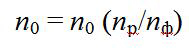 n0 = n0 (nр/nф)